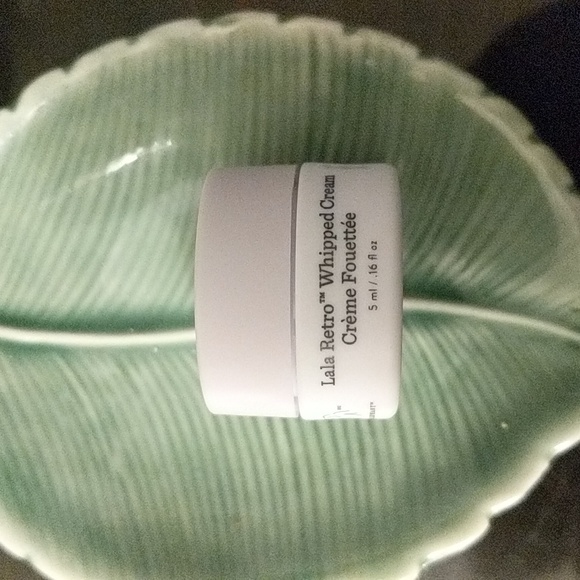 Lala Retro™ Whipped Cream
Crème Fouettée
5 ml / .16 fl oz